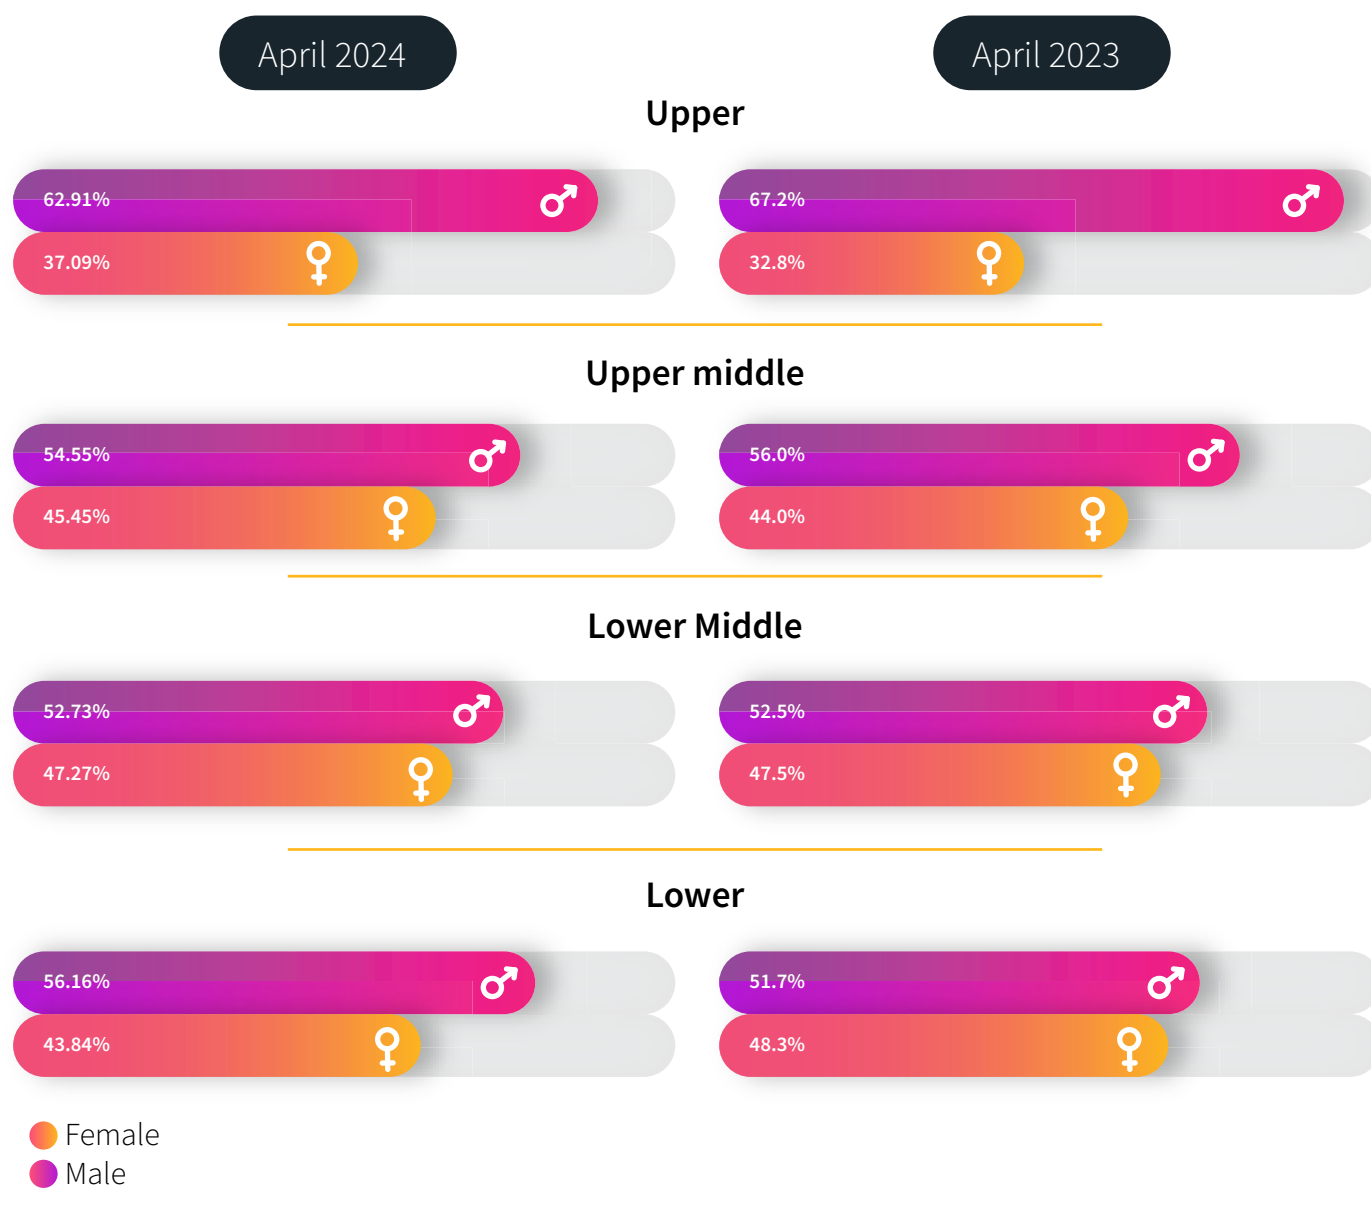 April 2024
April 2023
Upper
62.91%
67.2%
37.09%
32.8%
Upper middle
54.55%
56.0%
45.45%
44.0%
Lower Middle
52.73%
52.5%
47.27%
47.5%
Lower
56.16%
51.7%
43.84%
48.3%
Female
Male